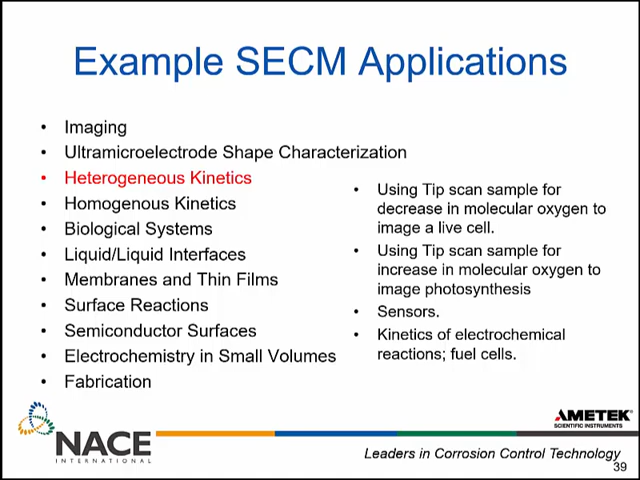 Example SECM Applications
• Imaging
• Ultramicroelectrode Shape Characterization
• Heterogeneous Kinetics
• Homogenous Kinetics
• Biological Systems
• Liquid/Liquid Interfaces
• Membranes and Thin Films
• Surface Reactions
• Semiconductor Surfaces
• Electrochemistry in Small Volumes
• Fabrication
• Using Tip scan sample for
decrease in molecular oxygen to
image a live cell.
• Using Tip scan sample for
increase in molecular oxygen to
image photosynthesis
• Sensors.
• Kinetics of electrochemical
reactions; fuel cells.
NACE
INTERNATIONAL
AMETEK
SCIENTIFIC INSTRUMENTS
Leaders in Corrosion Control Technology
39